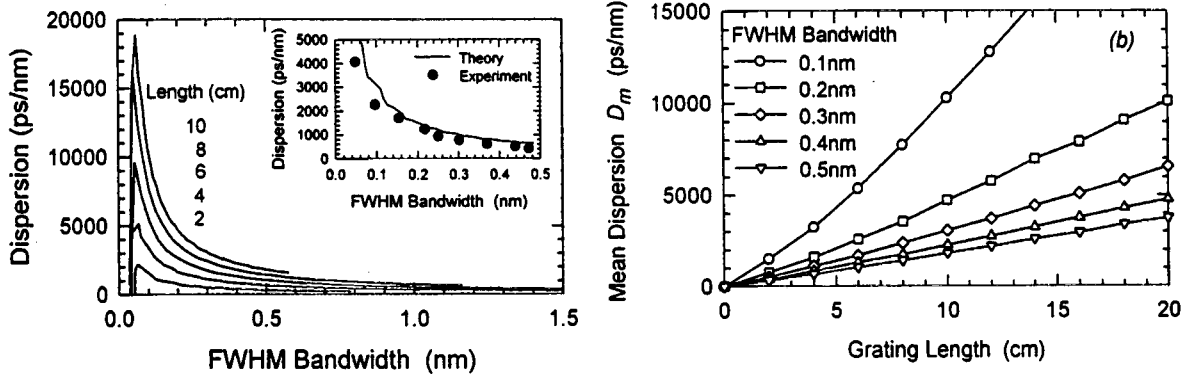 Dispersion (ps/nm)
20000
15000
10000
5000
0
Length (cm)
10
8
6
4
2
0.0
0.5
1.0
1.5
FWHM Bandwidth (nm)
Dispersion (ps/nm)
5000
4000
3000
2000
1000
0
Theory
Experiment
0.0
0.1
0.2
0.3
0.4
0.5
FWHM Bandwidth (nm)
Mean Dispersion Dm (ps/nm)
15000
10000
5000
0
FWHM Bandwidth
0.1nm
0.2nm
0.3nm
0.4nm
0.5nm
(b)
0
5
10
15
20
Grating Length (cm)